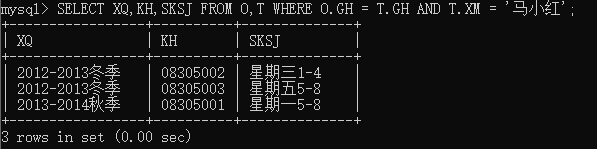 mysql> SELECT XQ,KH,SKSJ FROM O,T WHERE O.GH = T.GH AND T.XM = '马小红';
+---------------+----------+-----------+
| XQ | KH | SKSJ |
+---------------+----------+-----------+
| 2012-2013冬季 | 08305002 | 星期三1-4 |
| 2012-2013冬季 | 08305003 | 星期五5-8 |
| 2013-2014秋季 | 08305001 | 星期一5-8 |
+---------------+----------+-----------+
3 rows in set (0.00 sec)